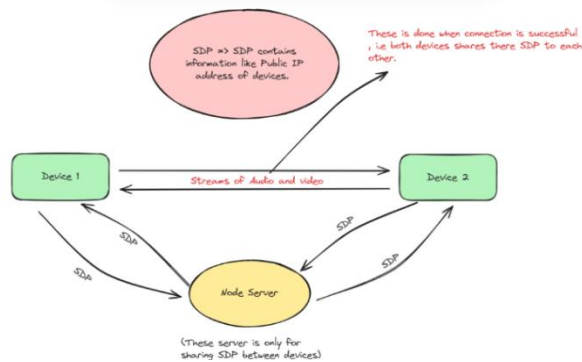 These is done when connection is successful
, i.e both devices shares there SDP to each
other.
SDP => SDP contains
information like Public IP
address of devices.
Device 1
Streams of Audio and video
Device 2
SDP
SDP
SDP
SDP
Node Server
(These server is only for
sharing SDP between devices)